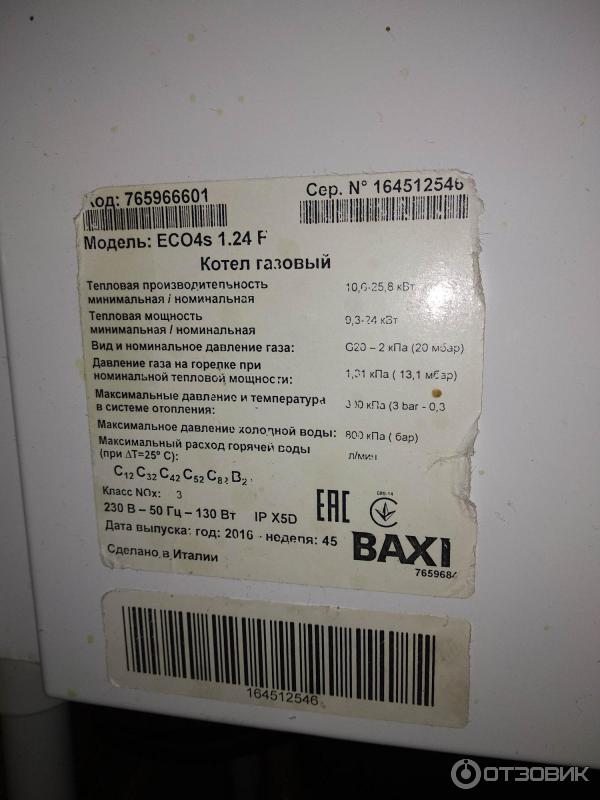 Код: 765966601
Сер. N° 164512546
Модель: ECO4s 1.24 F
Котел газовый
Тепловая производительность
минимальная / номинальная
10,6-25,8 кВт
Тепловая мощность
минимальная / номинальная
9,3-24 кВт
Вид и номинальное давление газа:
G20 – 2 кПа (20 мбар)
Давление газа на горелке при
номинальной тепловой мощности:
1,31 кПа ( 13,1 мбар)
Максимальные давление и температура
в системе отопления:
300 кПа (3 bar - 0,3
Максимальное давление холодной воды:
800 кПа ( бар)
Максимальный расход горячей воды
(при ΔT=25° C):
л/мин
C12 C32 C42 C52 C82 B2
Класс NOx: 3
230 В – 50 Гц – 130 Вт IP X5D
EAC
Дата выпуска: год: 2016 - неделя: 45
Сделано в Италии
BAXI
765968
164512546
ОТЗОВИК